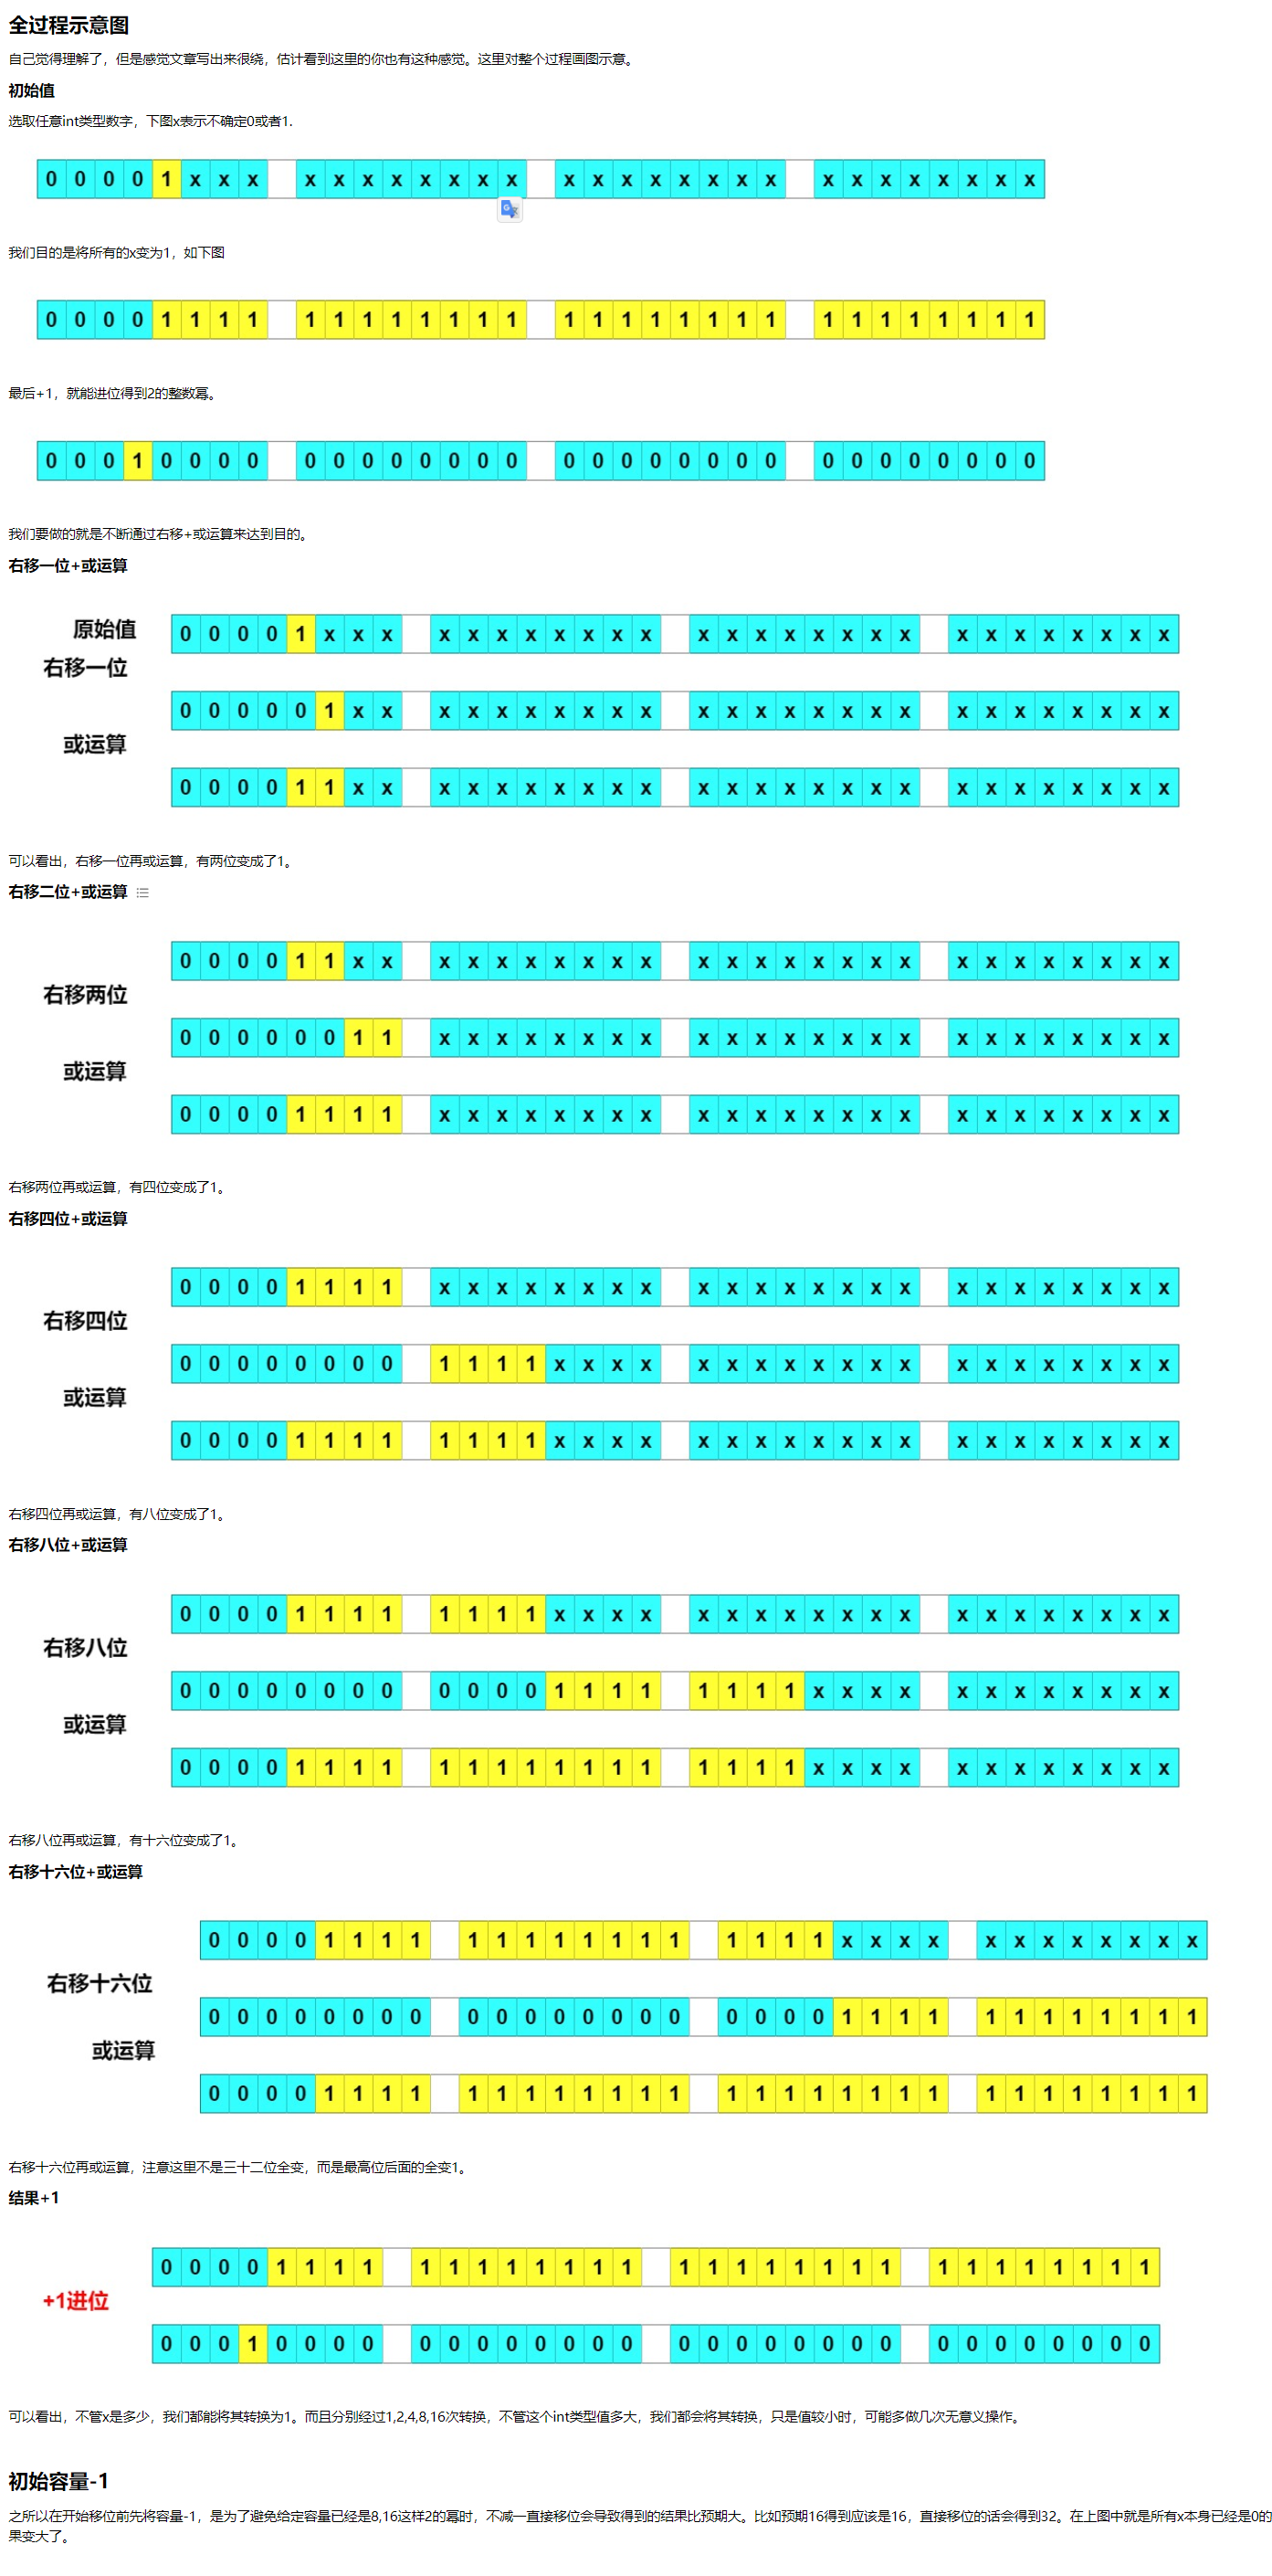 全过程示意图
自己觉得理解了，但是感觉文章写出来很绕，估计看到这里的你也有这种感觉。这里对整个过程画图示意。
初始值
选取任意int类型数字，下图x表示不确定0或者1.
0 0 0 0 1 x x x x x x x x x x x x x x x x x x x x x x x x x x x
我们目的是将所有的x变为1，如下图
0 0 0 0 1 1 1 1 1 1 1 1 1 1 1 1 1 1 1 1 1 1 1 1 1 1 1 1 1 1 1 1
最后+1，就能进位得到2的整数幂。
0 0 0 1 0 0 0 0 0 0 0 0 0 0 0 0 0 0 0 0 0 0 0 0 0 0 0 0 0 0 0 0
我们要做的就是不断通过右移+或运算来达到目的。
右移一位+或运算
原始值
0 0 0 0 1 x x x x x x x x x x x x x x x x x x x x x x x x x x x
右移一位
0 0 0 0 0 1 x x x x x x x x x x x x x x x x x x x x x x x x x x
或运算
0 0 0 0 1 1 x x x x x x x x x x x x x x x x x x x x x x x x x x
可以看出，右移一位再或运算，有两位变成了1。
右移二位+或运算
0 0 0 0 1 1 x x x x x x x x x x x x x x x x x x x x x x x x x x
右移两位
0 0 0 0 0 0 1 1 x x x x x x x x x x x x x x x x x x x x x x x x
或运算
0 0 0 0 1 1 1 1 x x x x x x x x x x x x x x x x x x x x x x x x
右移两位再或运算，有四位变成了1。
右移四位+或运算
0 0 0 0 1 1 1 1 x x x x x x x x x x x x x x x x x x x x x x x x
右移四位
0 0 0 0 0 0 0 0 1 1 1 1 x x x x x x x x x x x x x x x x x x x x
或运算
0 0 0 0 1 1 1 1 1 1 1 1 x x x x x x x x x x x x x x x x x x x x
右移四位再或运算，有八位变成了1。
右移八位+或运算
0 0 0 0 1 1 1 1 1 1 1 1 x x x x x x x x x x x x x x x x x x x x
右移八位
0 0 0 0 0 0 0 0 0 0 0 0 1 1 1 1 1 1 1 1 x x x x x x x x x x x x
或运算
0 0 0 0 1 1 1 1 1 1 1 1 1 1 1 1 1 1 1 1 x x x x x x x x x x x x
右移八位再或运算，有十六位变成了1。
右移十六位+或运算
0 0 0 0 1 1 1 1 1 1 1 1 1 1 1 1 1 1 1 1 x x x x x x x x x x x x
右移十六位
0 0 0 0 0 0 0 0 0 0 0 0 0 0 0 0 0 0 0 0 1 1 1 1 1 1 1 1 1 1 1 1
或运算
0 0 0 0 1 1 1 1 1 1 1 1 1 1 1 1 1 1 1 1 1 1 1 1 1 1 1 1 1 1 1 1
右移十六位再或运算，注意这里不是三十二位全变，而是最高位后面的全变1。
结果+1
0 0 0 0 1 1 1 1 1 1 1 1 1 1 1 1 1 1 1 1 1 1 1 1 1 1 1 1 1 1 1 1
+1进位
0 0 0 1 0 0 0 0 0 0 0 0 0 0 0 0 0 0 0 0 0 0 0 0 0 0 0 0 0 0 0 0
可以看出，不管x是多少，我们都能将其转换为1。而且分别经过1,2,4,8,16次转换，不管这个int类型值多大，我们都会将其转换，只是值较小时，可能多做几次无意义操作。
初始容量-1
之所以在开始移位前先将容量-1，是为了避免给定容量已经是8,16这样2的幂时，不减一直接移位会导致得到的结果比预期大。比如预期16得到应该是16，直接移位的话会得到32。在上图中就是所有x本身已经是0的
果变大了。